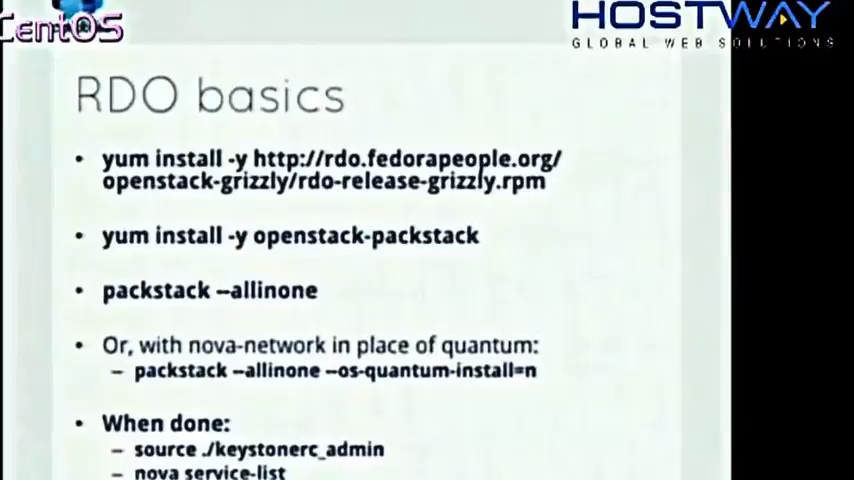 CentOS
HOSTWAY
GLOBAL WEB SOLUTIONS
RDO basics
• yum install -y http://rdo.fedorapeople.org/
openstack-grizzly/rdo-release-grizzly.rpm
• yum install -y openstack-packstack
• packstack --allinone
• Or, with nova-network in place of quantum:
– packstack --allinone --os-quantum-install=n
• When done:
– source ./keystonerc_admin
– nova service-list